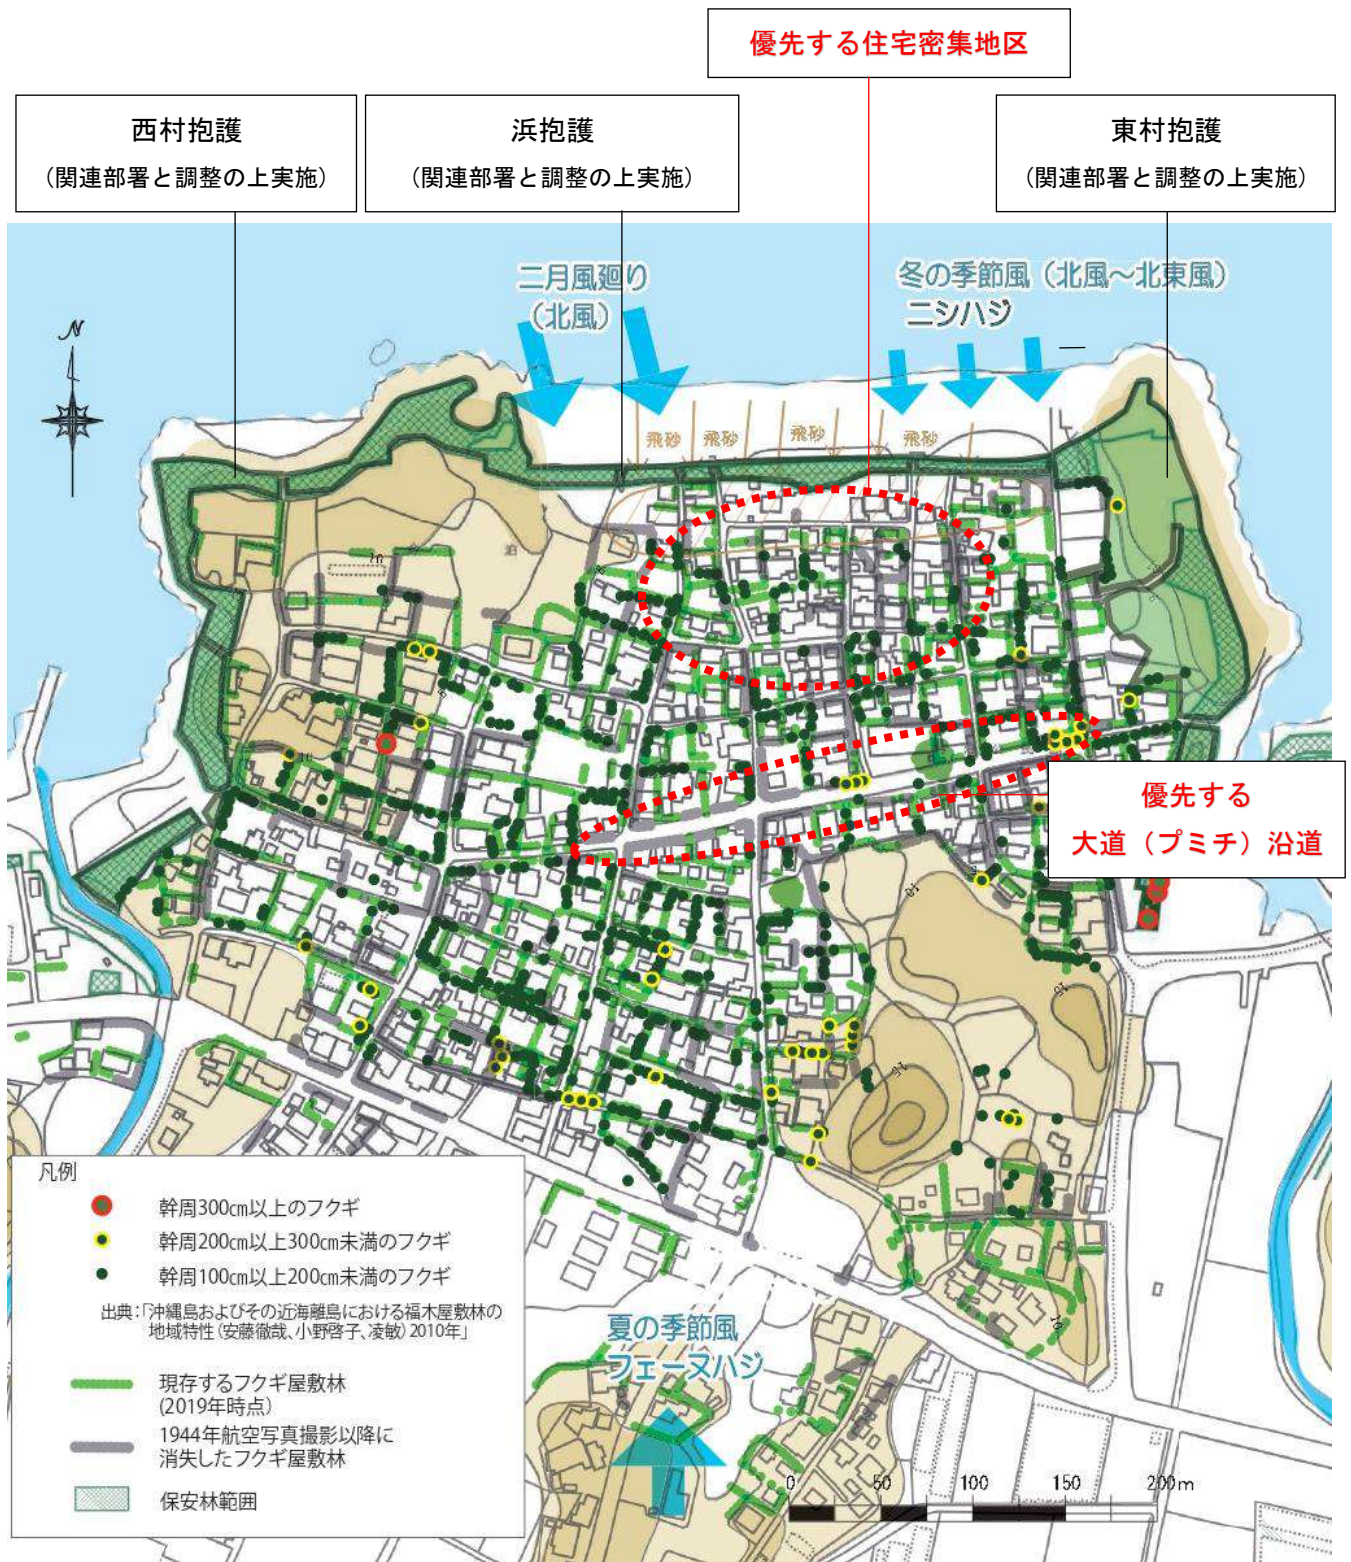 優先する住宅密集地区
西村抱護
（関連部署と調整の上実施）
浜抱護
（関連部署と調整の上実施）
東村抱護
（関連部署と調整の上実施）
二月風廻り
（北風）
冬の季節風（北風～北東風）
ニシハジ
N
飛砂
飛砂
飛砂
飛砂
優先する
大道（プミチ）沿道
10
10
15
15
10
凡例
幹周300㎝以上のフクギ
幹周200㎝以上300㎝未満のフクギ
幹周100㎝以上200㎝未満のフクギ
出典：「沖縄島およびその近海離島における福木屋敷林の
地域特性（安藤徹哉、小野啓子、凌敏）2010年」
現存するフクギ屋敷林
(2019年時点)
1944年航空写真撮影以降に
消失したフクギ屋敷林
保安林範囲
夏の季節風
フェーヌハジ
0 50 100 150 200m